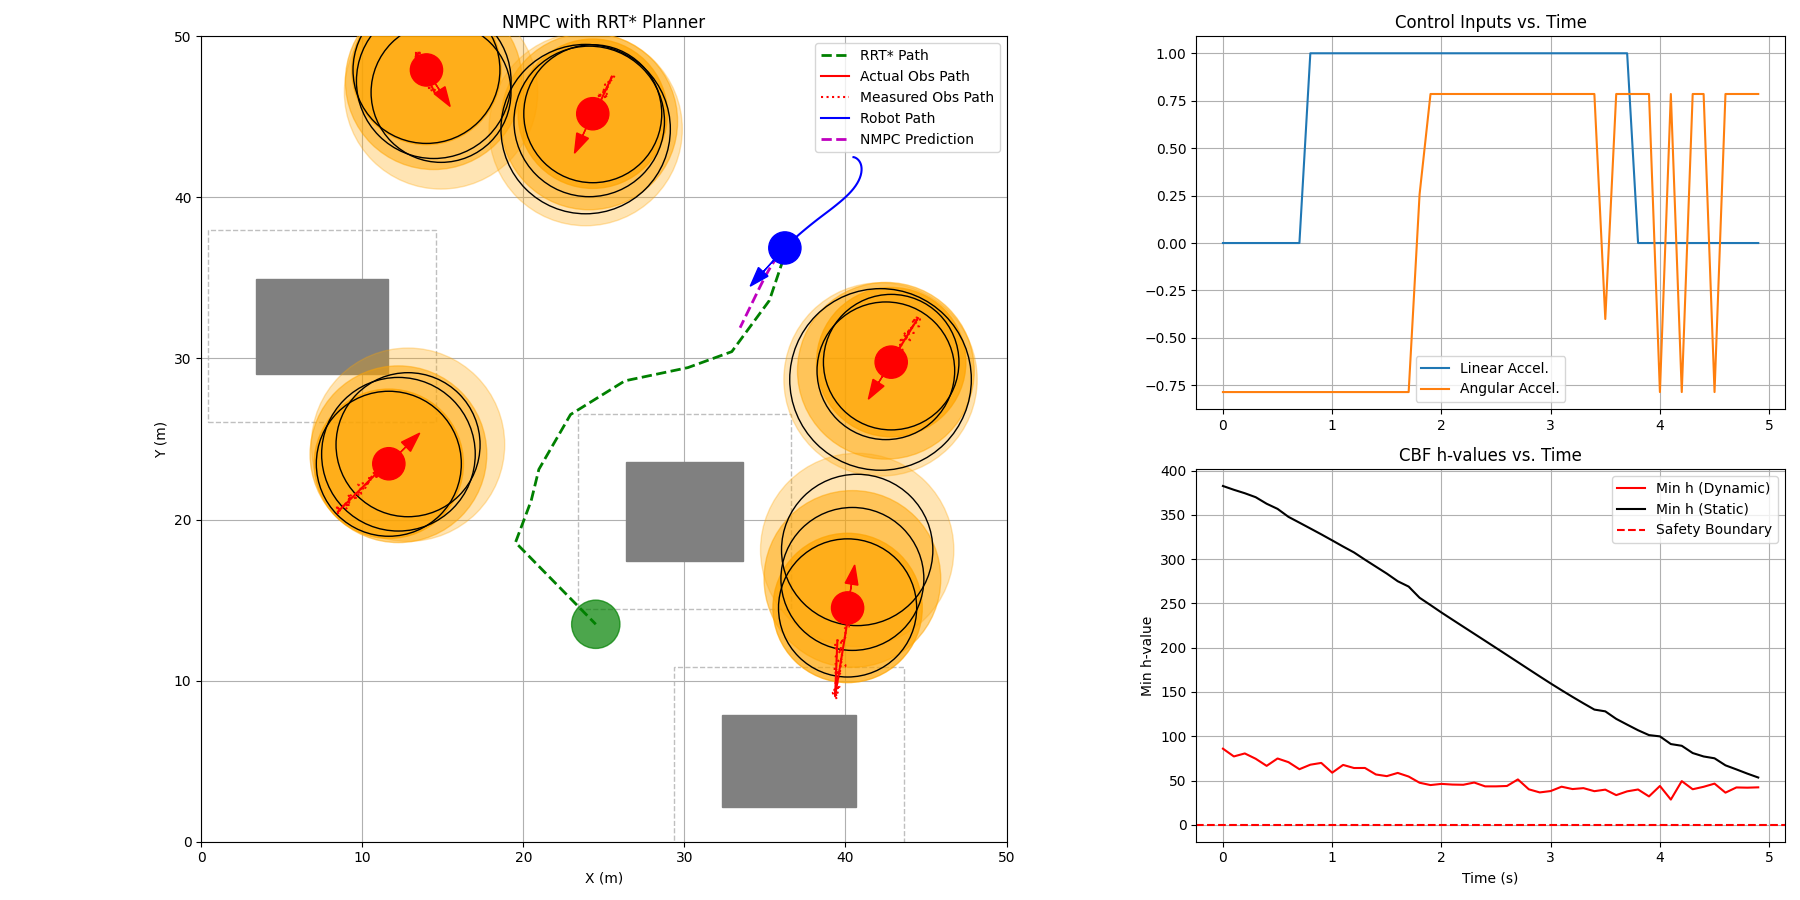 NMPC with RRT* Planner
50
40
30
20
10
0
Y (m)
0 10 20 30 40 50
X (m)
RRT* Path
Actual Obs Path
Measured Obs Path
Robot Path
NMPC Prediction
Control Inputs vs. Time
1.00
0.75
0.50
0.25
0.00
−0.25
−0.50
−0.75
Linear Accel.
Angular Accel.
0 1 2 3 4 5
CBF h-values vs. Time
400
350
300
250
200
150
100
50
0
Min h-value
Min h (Dynamic)
Min h (Static)
Safety Boundary
0 1 2 3 4 5
Time (s)